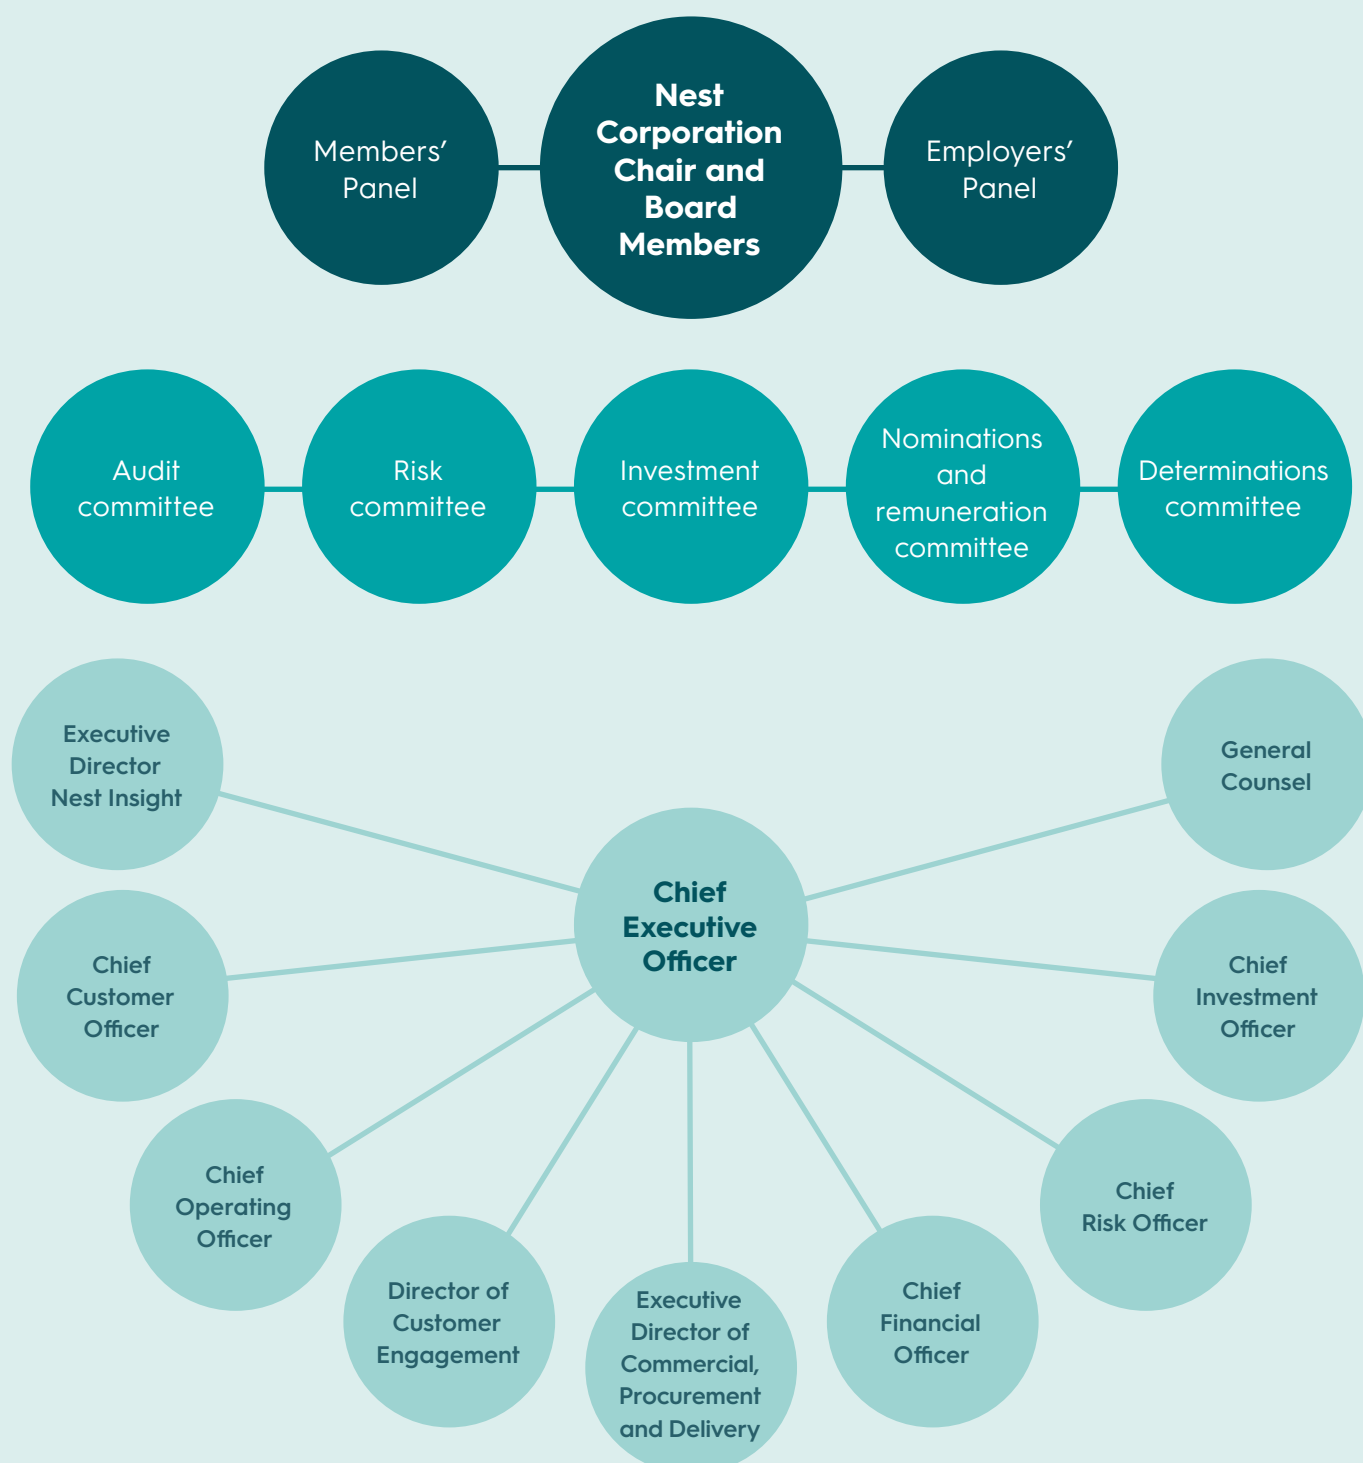 Members’
Panel
Nest
Corporation
Chair and
Board
Members
Employers’
Panel
Audit
committee
Risk
committee
Investment
committee
Nominations
and
remuneration
committee
Determinations
committee
Executive
Director
Nest Insight
General
Counsel
Chief
Executive
Officer
Chief
Customer
Officer
Chief
Investment
Officer
Chief
Operating
Officer
Chief
Risk Officer
Director of
Customer
Engagement
Executive
Director of
Commercial,
Procurement
and Delivery
Chief
Financial
Officer